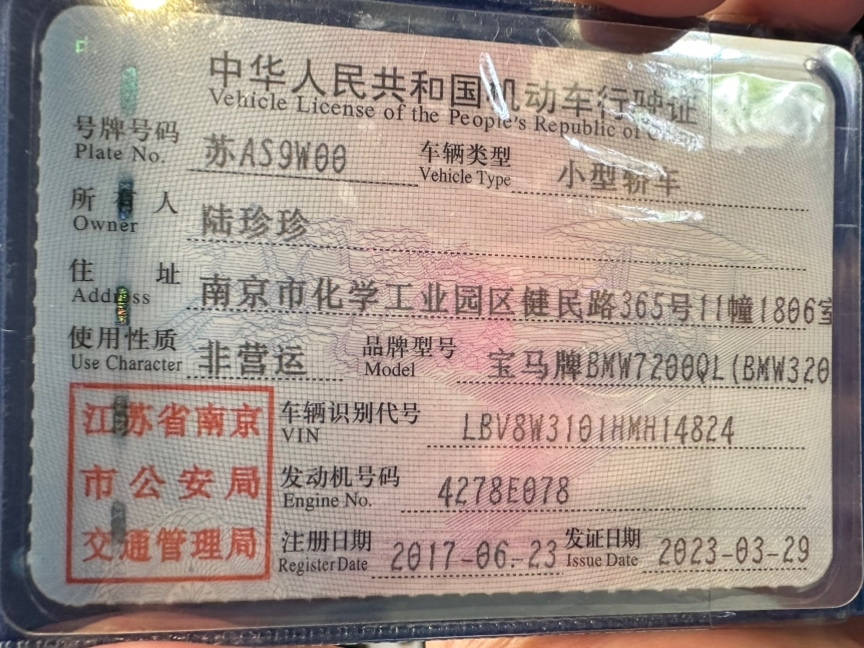 中华人民共和国机动车行驶证
Vehicle License of the People's Republic of
号牌号码 苏AS9W00 车辆类型 小型轿车
Plate No. Vehicle Type
所有人 陆珍珍
Owner
住址 南京市化学工业园区健民路365号11幢1806室
Address
使用性质 非营运 品牌型号 宝马牌BMW7200QL(BMW320
Use Character Model
江苏省南京 车辆识别代号 LBV8W3101HMH14824
VIN
市公安局 发动机号码 4278E078
Engine No.
交通管理局 注册日期 2017-06-23 发证日期 2023-03-29
Register Date Issue Date